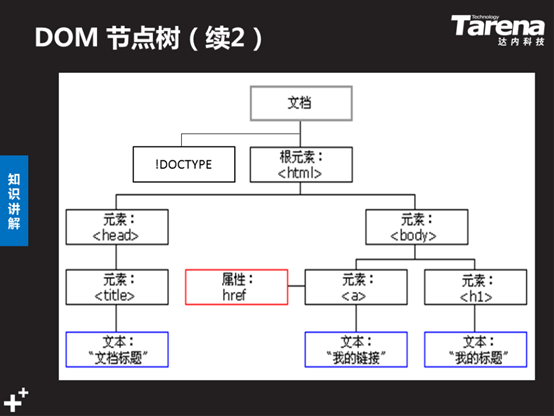 DOM 节点树（续2）
Technology
Tarena
达内科技
知识讲解
文档
!DOCTYPE
根元素：
<html>
元素：
<head>
元素：
<body>
元素：
<title>
属性：
href
元素：
<a>
元素：
<h1>
文本：
“文档标题”
文本：
“我的链接”
文本：
“我的标题”